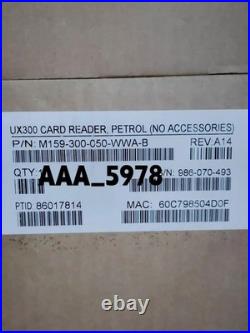 UX300 CARD READER, PETROL (NO ACCESSORIES)
P/N: M159-300-050-WWA-B REV: A14
QTY: AAA_5978 S/N: 986-070-493
PTID: 86017814 MAC: 60C798504D0F